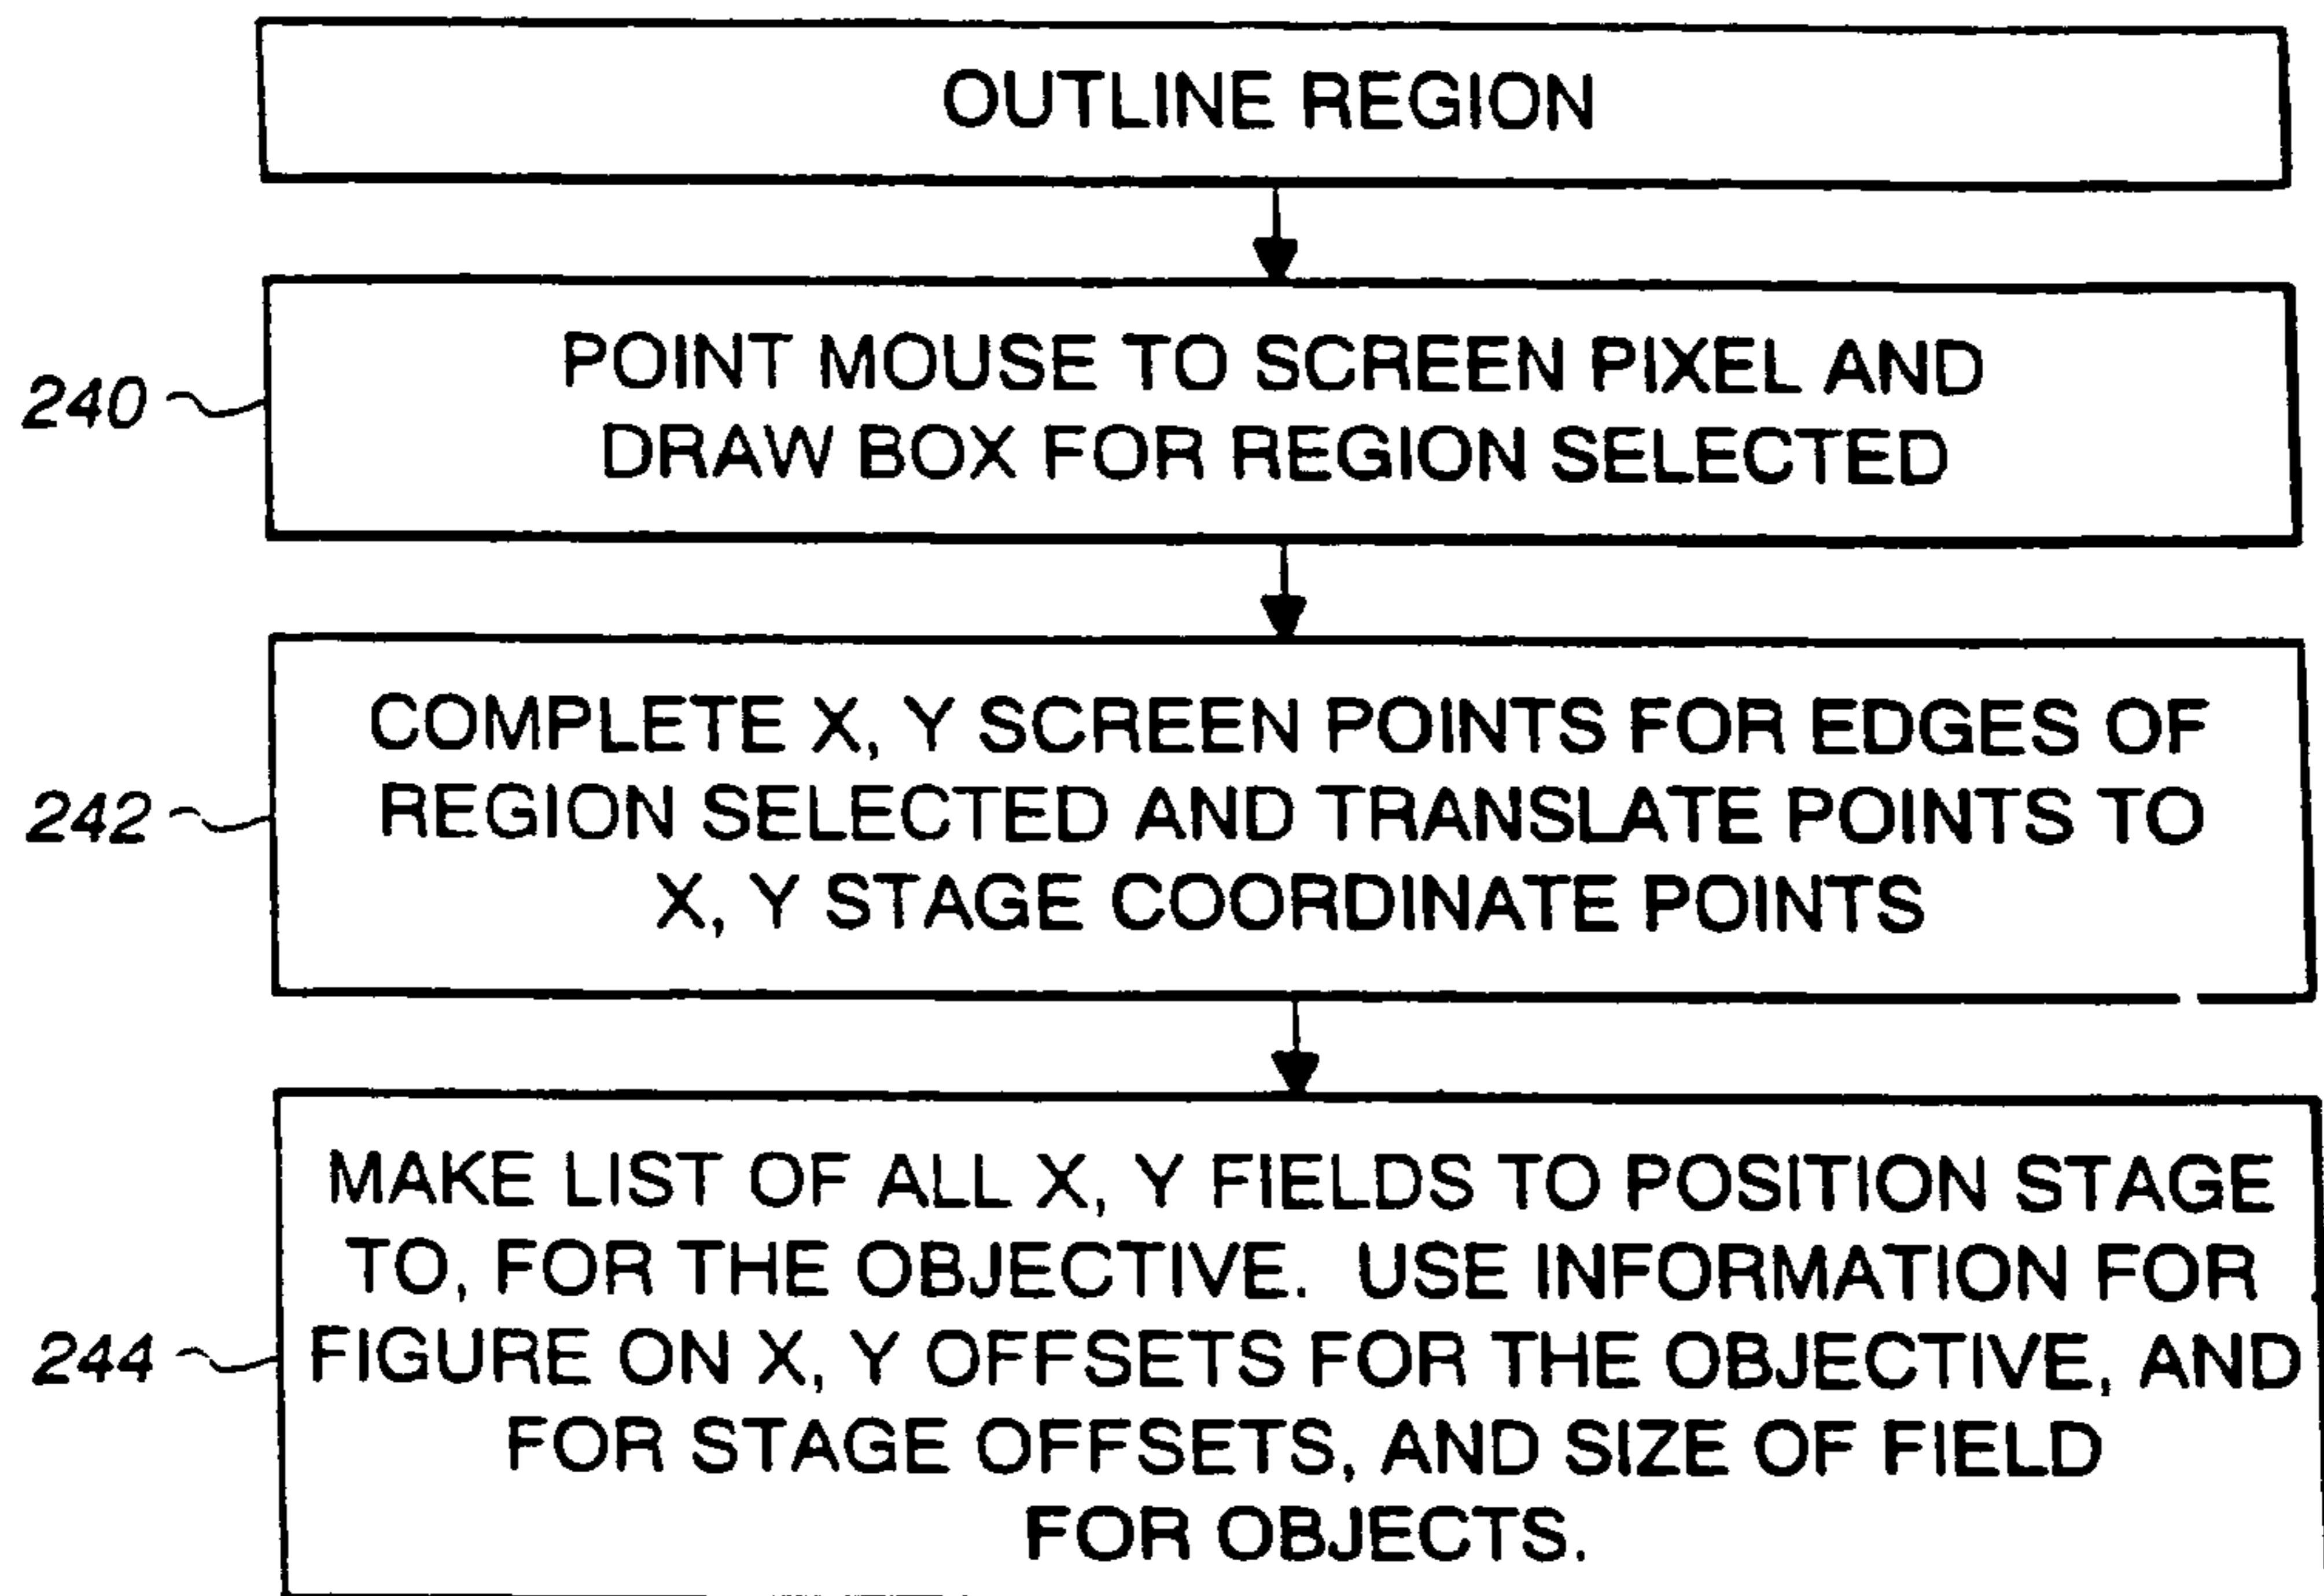 OUTLINE REGION
240
POINT MOUSE TO SCREEN PIXEL AND
DRAW BOX FOR REGION SELECTED
242
COMPLETE X, Y SCREEN POINTS FOR EDGES OF
REGION SELECTED AND TRANSLATE POINTS TO
X, Y STAGE COORDINATE POINTS
244
MAKE LIST OF ALL X, Y FIELDS TO POSITION STAGE
TO, FOR THE OBJECTIVE. USE INFORMATION FOR
FIGURE ON X, Y OFFSETS FOR THE OBJECTIVE, AND
FOR STAGE OFFSETS, AND SIZE OF FIELD
FOR OBJECTS.